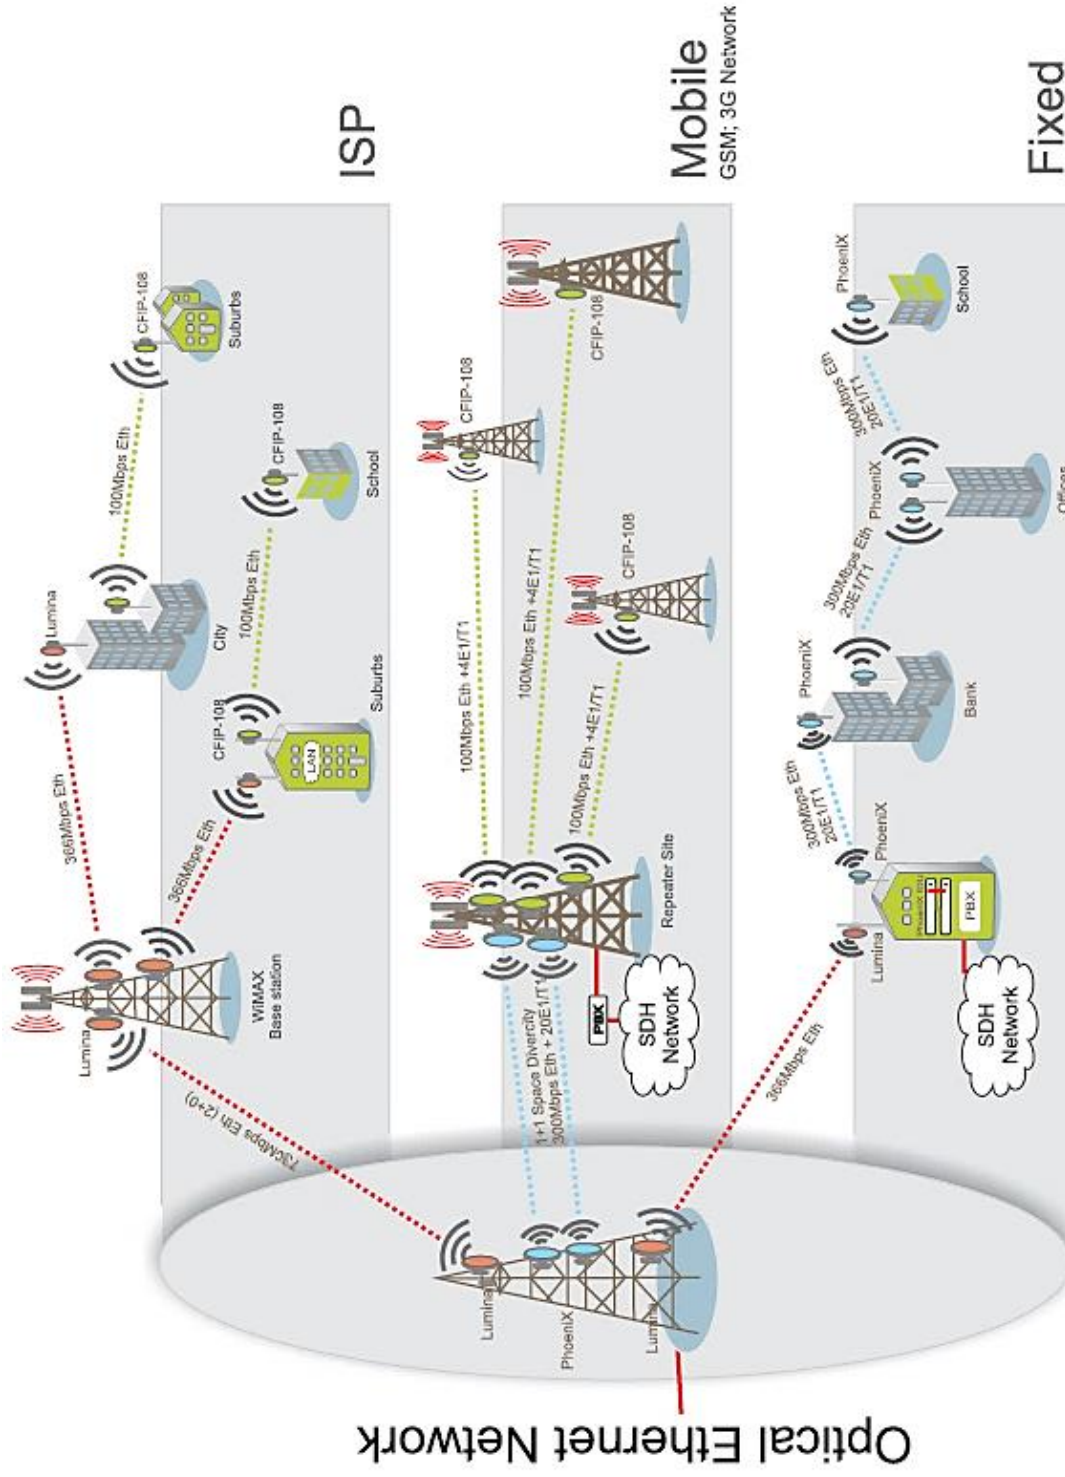 Optical Ethernet Network
Lumina
PhoeniX
Lumina
730Mbps Eth (2+0)
Lumina
WiMAX
Base station
366Mbps Eth
366Mbps Eth
Lumina
City
CFIP-108
LAN
Suburbs
100Mbps Eth
100Mbps Eth
CFIP-108
Suburbs
CFIP-108
School
ISP
1+1 Space Divercity
300Mbps Eth + 20E1/T1
PBX
SDH
Network
Repeater Site
100Mbps Eth +4E1/T1
100Mbps Eth +4E1/T1
100Mbps Eth +4E1/T1
CFIP-108
CFIP-108
CFIP-108
Mobile
GSM; 3G Network
366Mbps Eth
Lumina
PhoeniX
PBX
SDH
Network
300Mbps Eth
20E1/T1
PhoeniX
Bank
300Mbps Eth
20E1/T1
PhoeniX
Offices
300Mbps Eth
20E1/T1
PhoeniX
School
Fixed